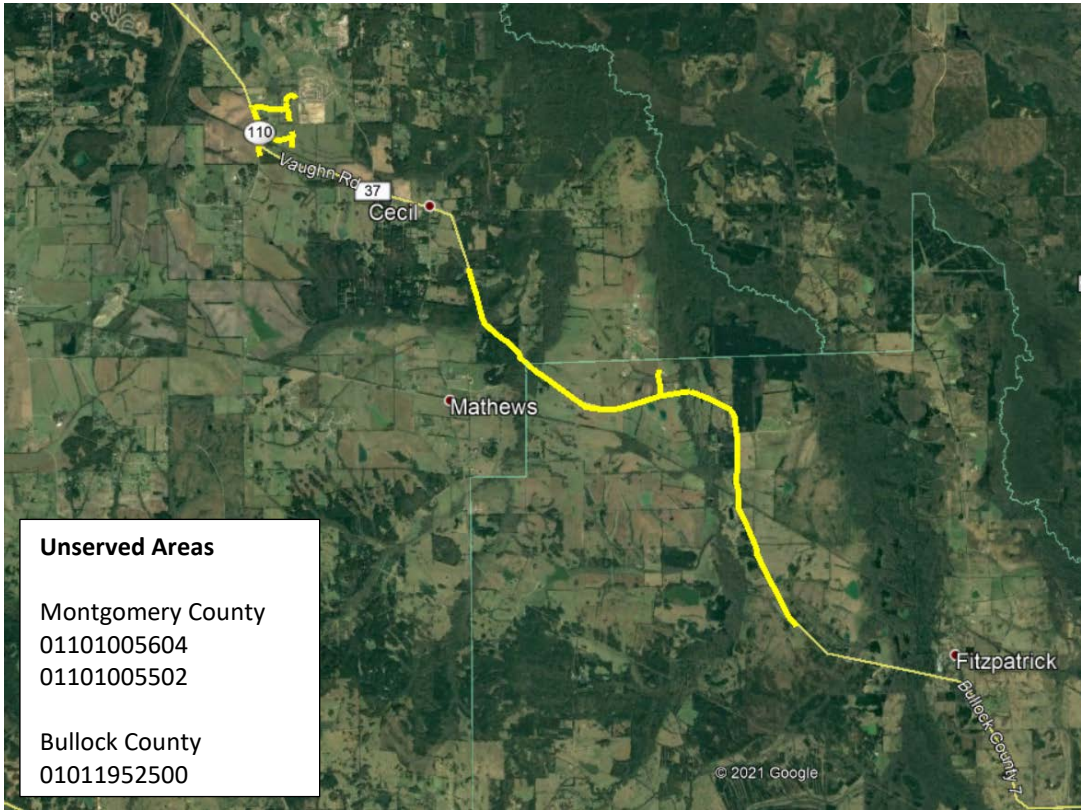 110
Vaughn Rd
37
Cecil
Mathews
Unserved Areas
Montgomery County
01101005604
01101005502
Bullock County
01011952500
Fitzpatrick
Bullock County 7
© 2021 Google